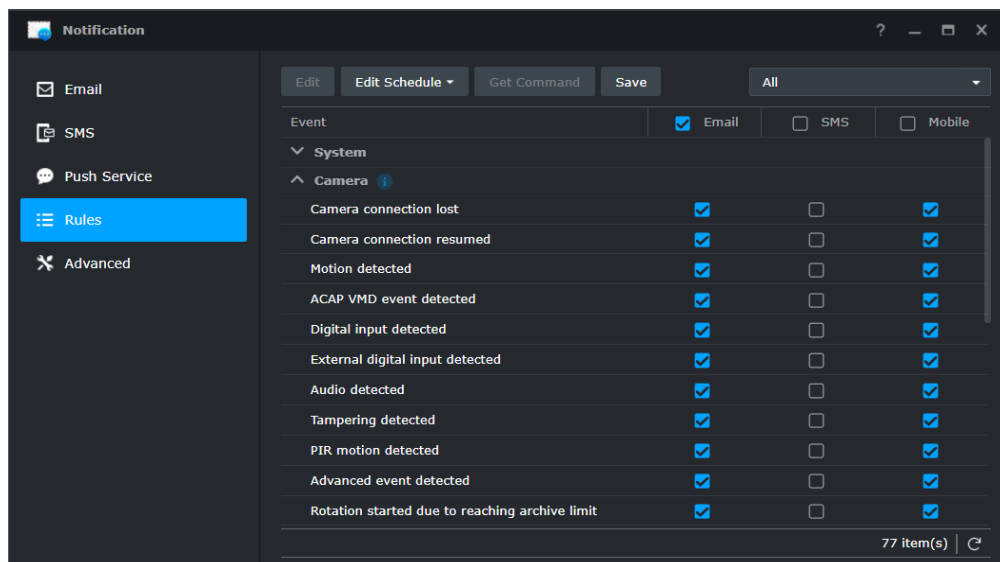 Notification
?
Email
SMS
Push Service
Rules
Advanced
Edit Edit Schedule Get Command Save All
Event Email SMS Mobile
System
Camera i
Camera connection lost
Camera connection resumed
Motion detected
ACAP VMD event detected
Digital input detected
External digital input detected
Audio detected
Tampering detected
PIR motion detected
Advanced event detected
Rotation started due to reaching archive limit
77 item(s)